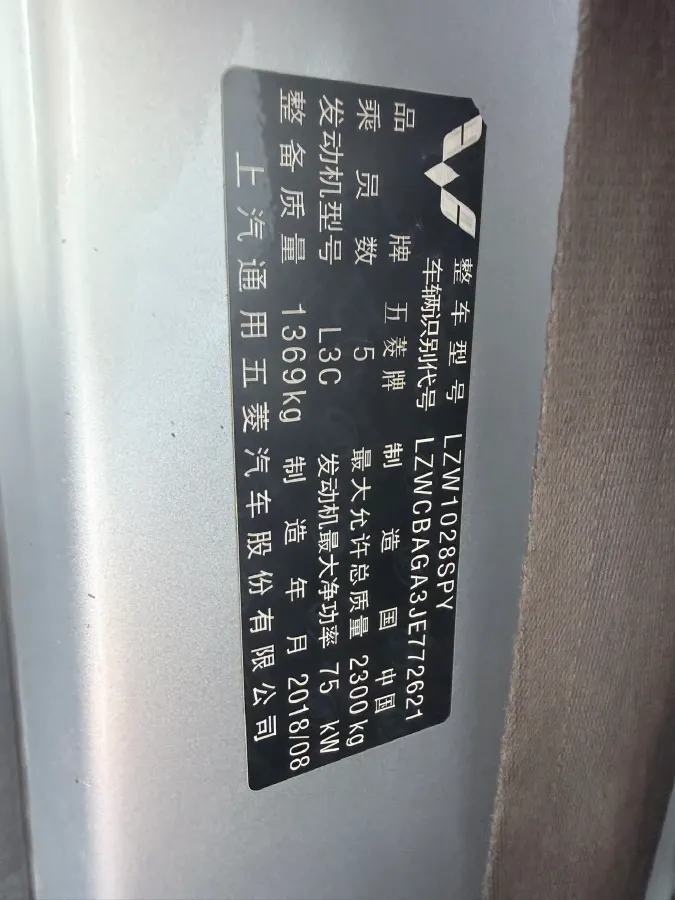 整车型号 LZW1028SPY
车辆识别代号 LZWCBAGA3JE772621
品牌 五菱牌 制造国 中国
乘员数 5 最大允许总质量 2300kg
发动机型号 L3C 发动机最大净功率 75 kW
整备质量 1369kg 制造年月 2018/08
上汽通用五菱汽车股份有限公司